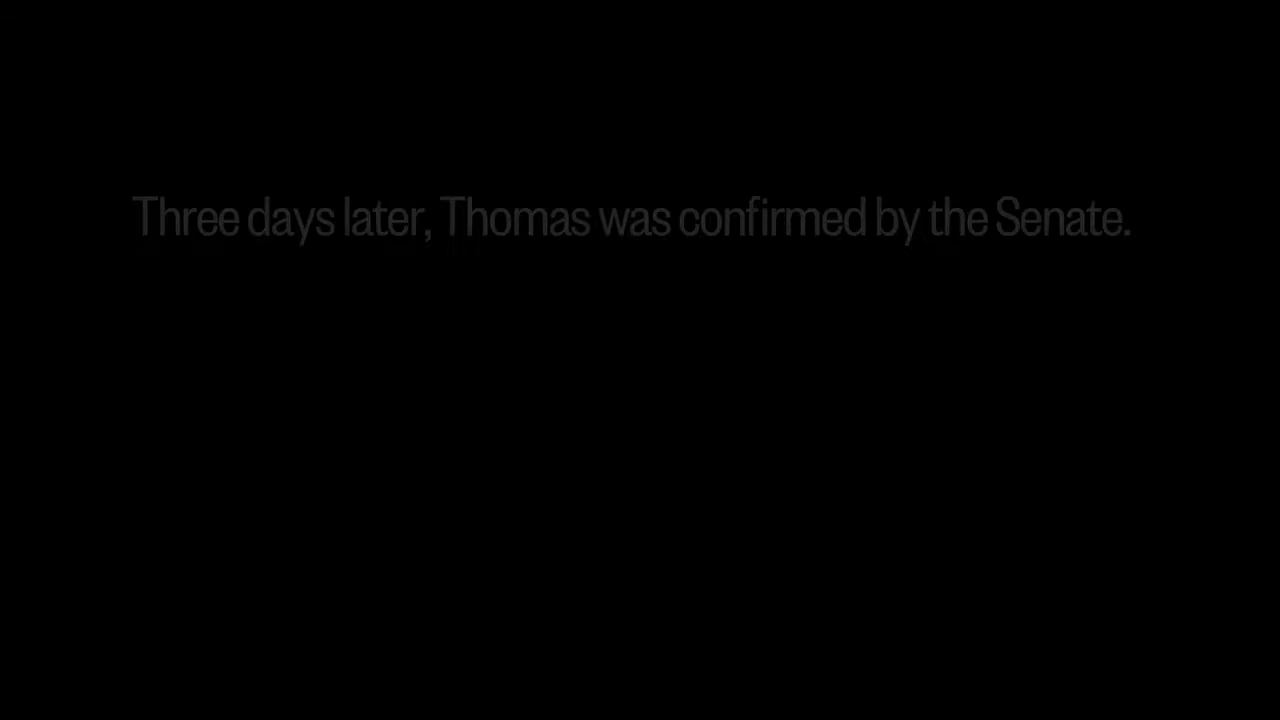 Three days later, Thomas was confirmed by the Senate.